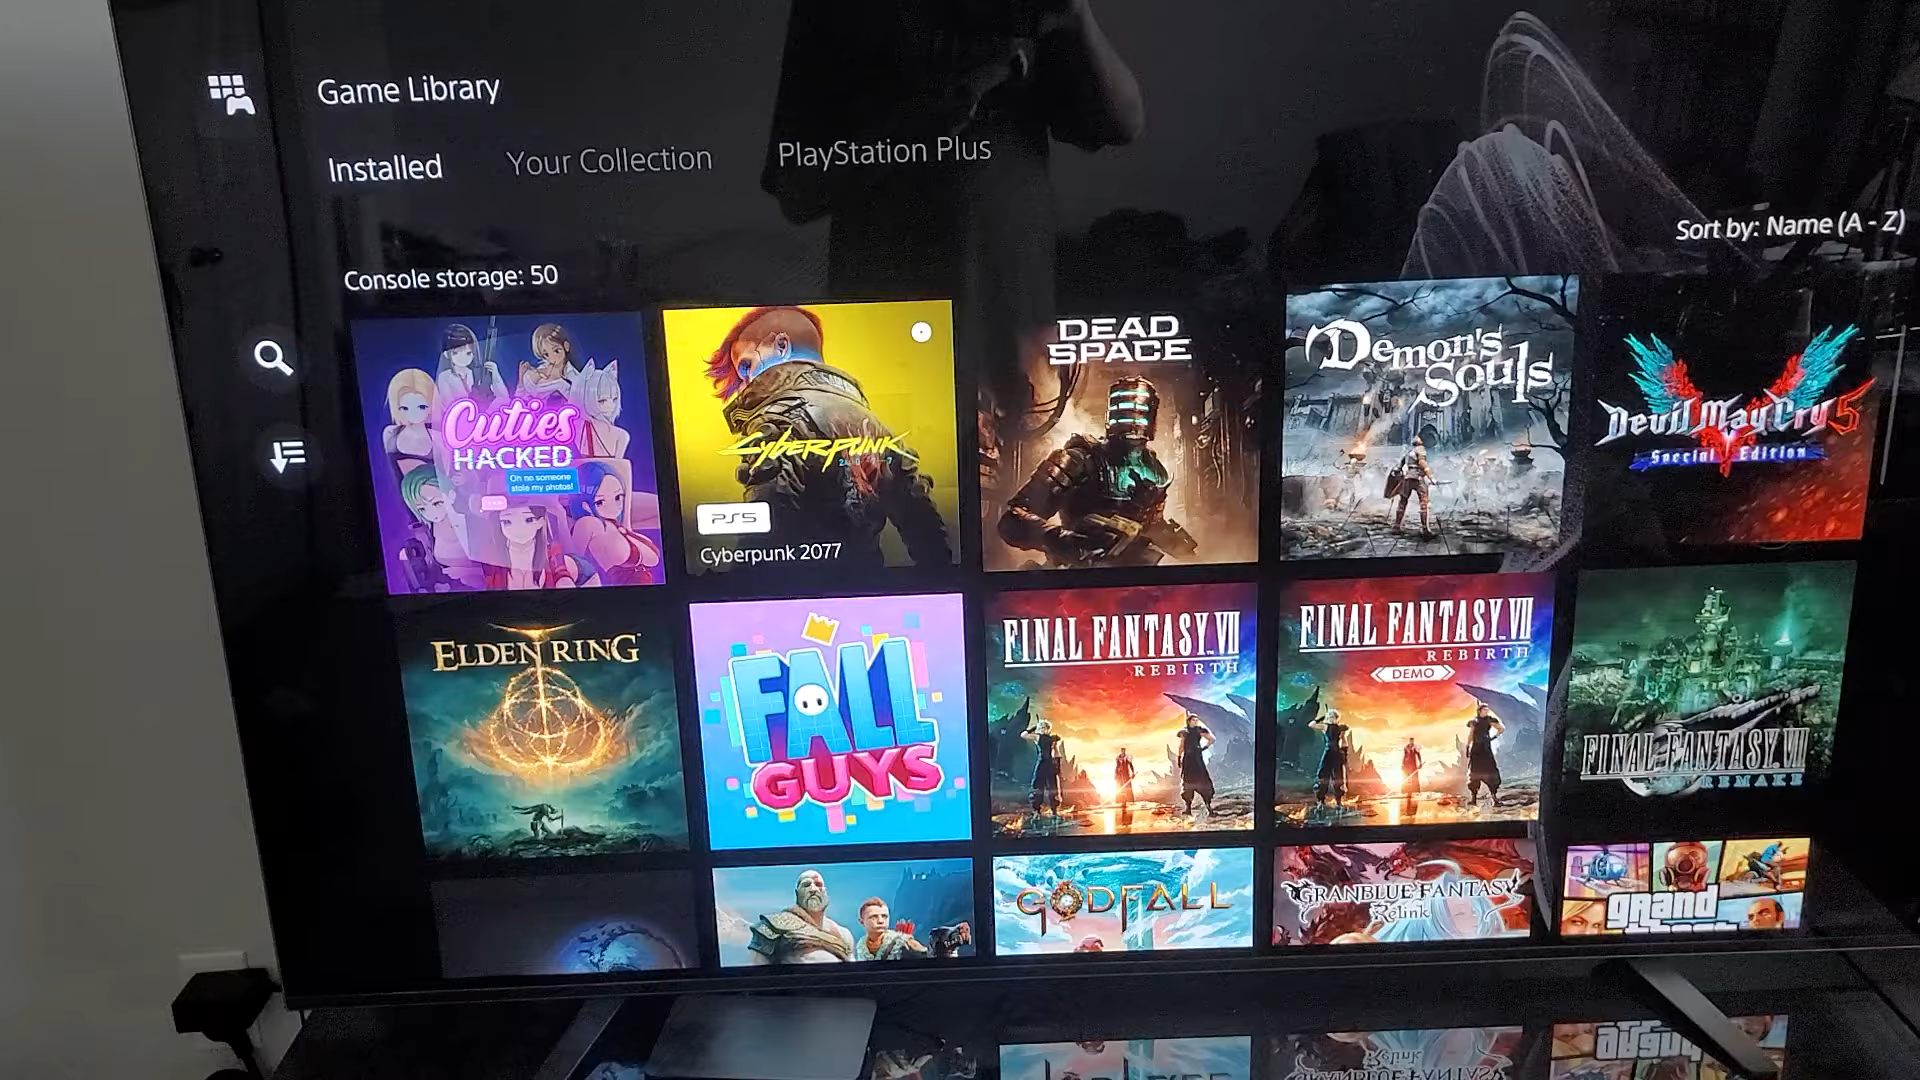 Game Library
Installed
Your Collection
PlayStation Plus
Sort by: Name (A - Z)
Console storage: 50
Cuties
HACKED
Oh no someone
stole my photos!
Cyberpunk
2077
PS5
Cyberpunk 2077
DEAD
SPACE
Demon's
Souls
Devil May Cry 5
Special Edition
ELDEN RING
FALL
GUYS
FINAL FANTASY VII
REBIRTH
FINAL FANTASY VII
REBIRTH
DEMO
FINAL FANTASY VII
REMAKE
GODFALL
GRANBLUE FANTASY
Relink
grand